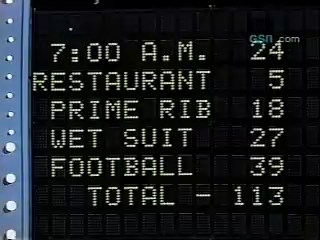 GSN.com
7:00 A.M. 24
RESTAURANT 5
PRIME RIB 18
WET SUIT 27
FOOTBALL 39
TOTAL - 113